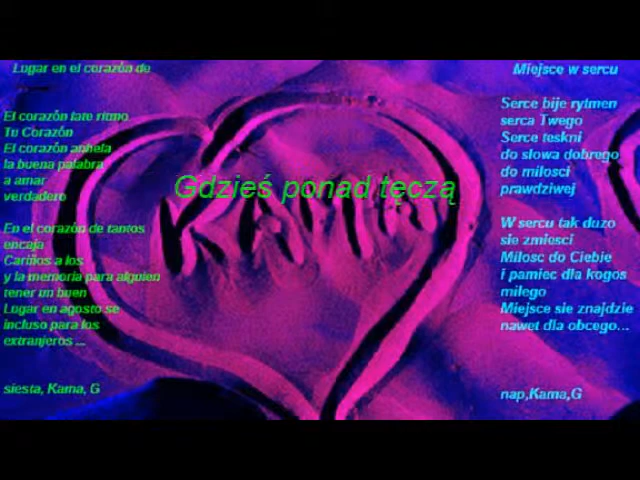 Lugar en el corazón de
El corazón late ritmo
Tu Corazón
El corazón anhela
la buena palabra
a amar
verdadero
En el corazón de tantos
encaja
Cariños a los
y la memoria para alguien
tener un buen
Lugar en agosto se
incluso para los
extranjeros ...
siesta, Kama, G
Gdzieś ponad tęczą
Miejsce w sercu
Serce bije rytmen
serca Twego
Serce teskni
do slowa dobrego
do milosci
prawdziwej
W sercu tak duzo
sie zmiesci
Milosc do Ciebie
i pamiec dla kogos
milego
Miejsce sie znajdzie
nawet dla obcego...
nap,Kama,G